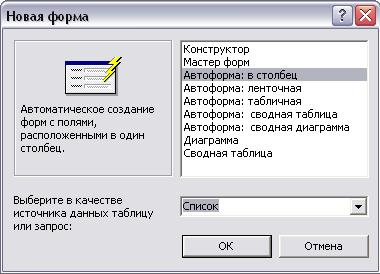 Новая форма
Автоматическое создание
форм с полями,
расположенными в один
столбец.
Конструктор
Мастер форм
Автоформа: в столбец
Автоформа: ленточная
Автоформа: табличная
Автоформа:  сводная таблица
Автоформа:  сводная диаграмма
Диаграмма
Сводная таблица
Выберите в качестве
источника данных таблицу
или запрос:
Список
ОК
Отмена